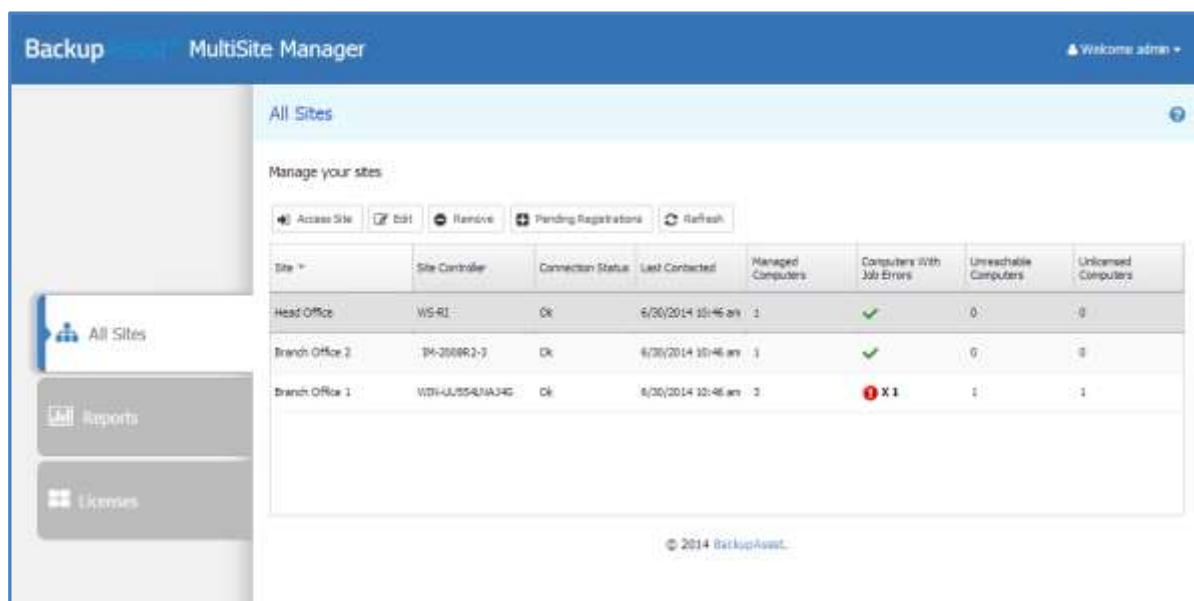 BackupAssist MultiSite Manager
Welcome admin
All Sites
Manage your sites
Access Site Edit Remove Pending Registrations Refresh
Site Site Controller Connection Status Last Contacted Managed Computers Computers With Job Errors Unreachable Computers Unlicensed Computers
Head Office WS-RI Ok 6/30/2014 10:46 am 1 0 0
Branch Office 2 Ok 6/30/2014 10:46 am 1 0 0
Branch Office 1 Ok 6/30/2014 10:46 am X 1 1 1
All Sites
Reports
Licenses
© 2014 BackupAssist.